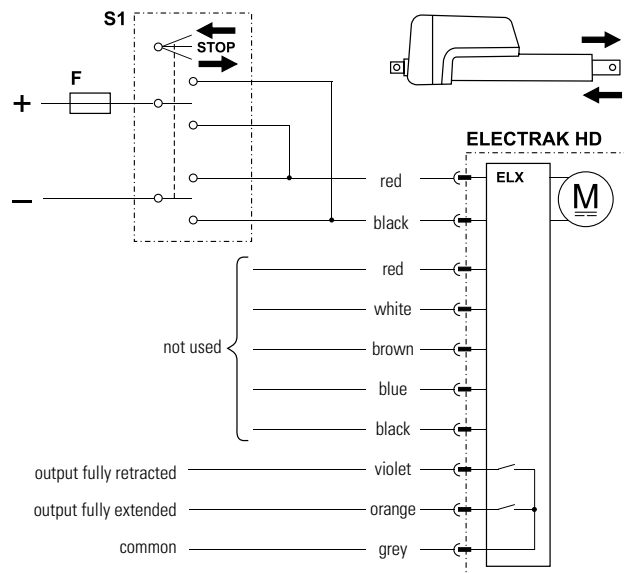 S1
STOP
F
+
−
ELECTRAK HD
ELX
M
red
black
not used
red
white
brown
blue
black
output fully retracted
violet
output fully extended
orange
common
grey